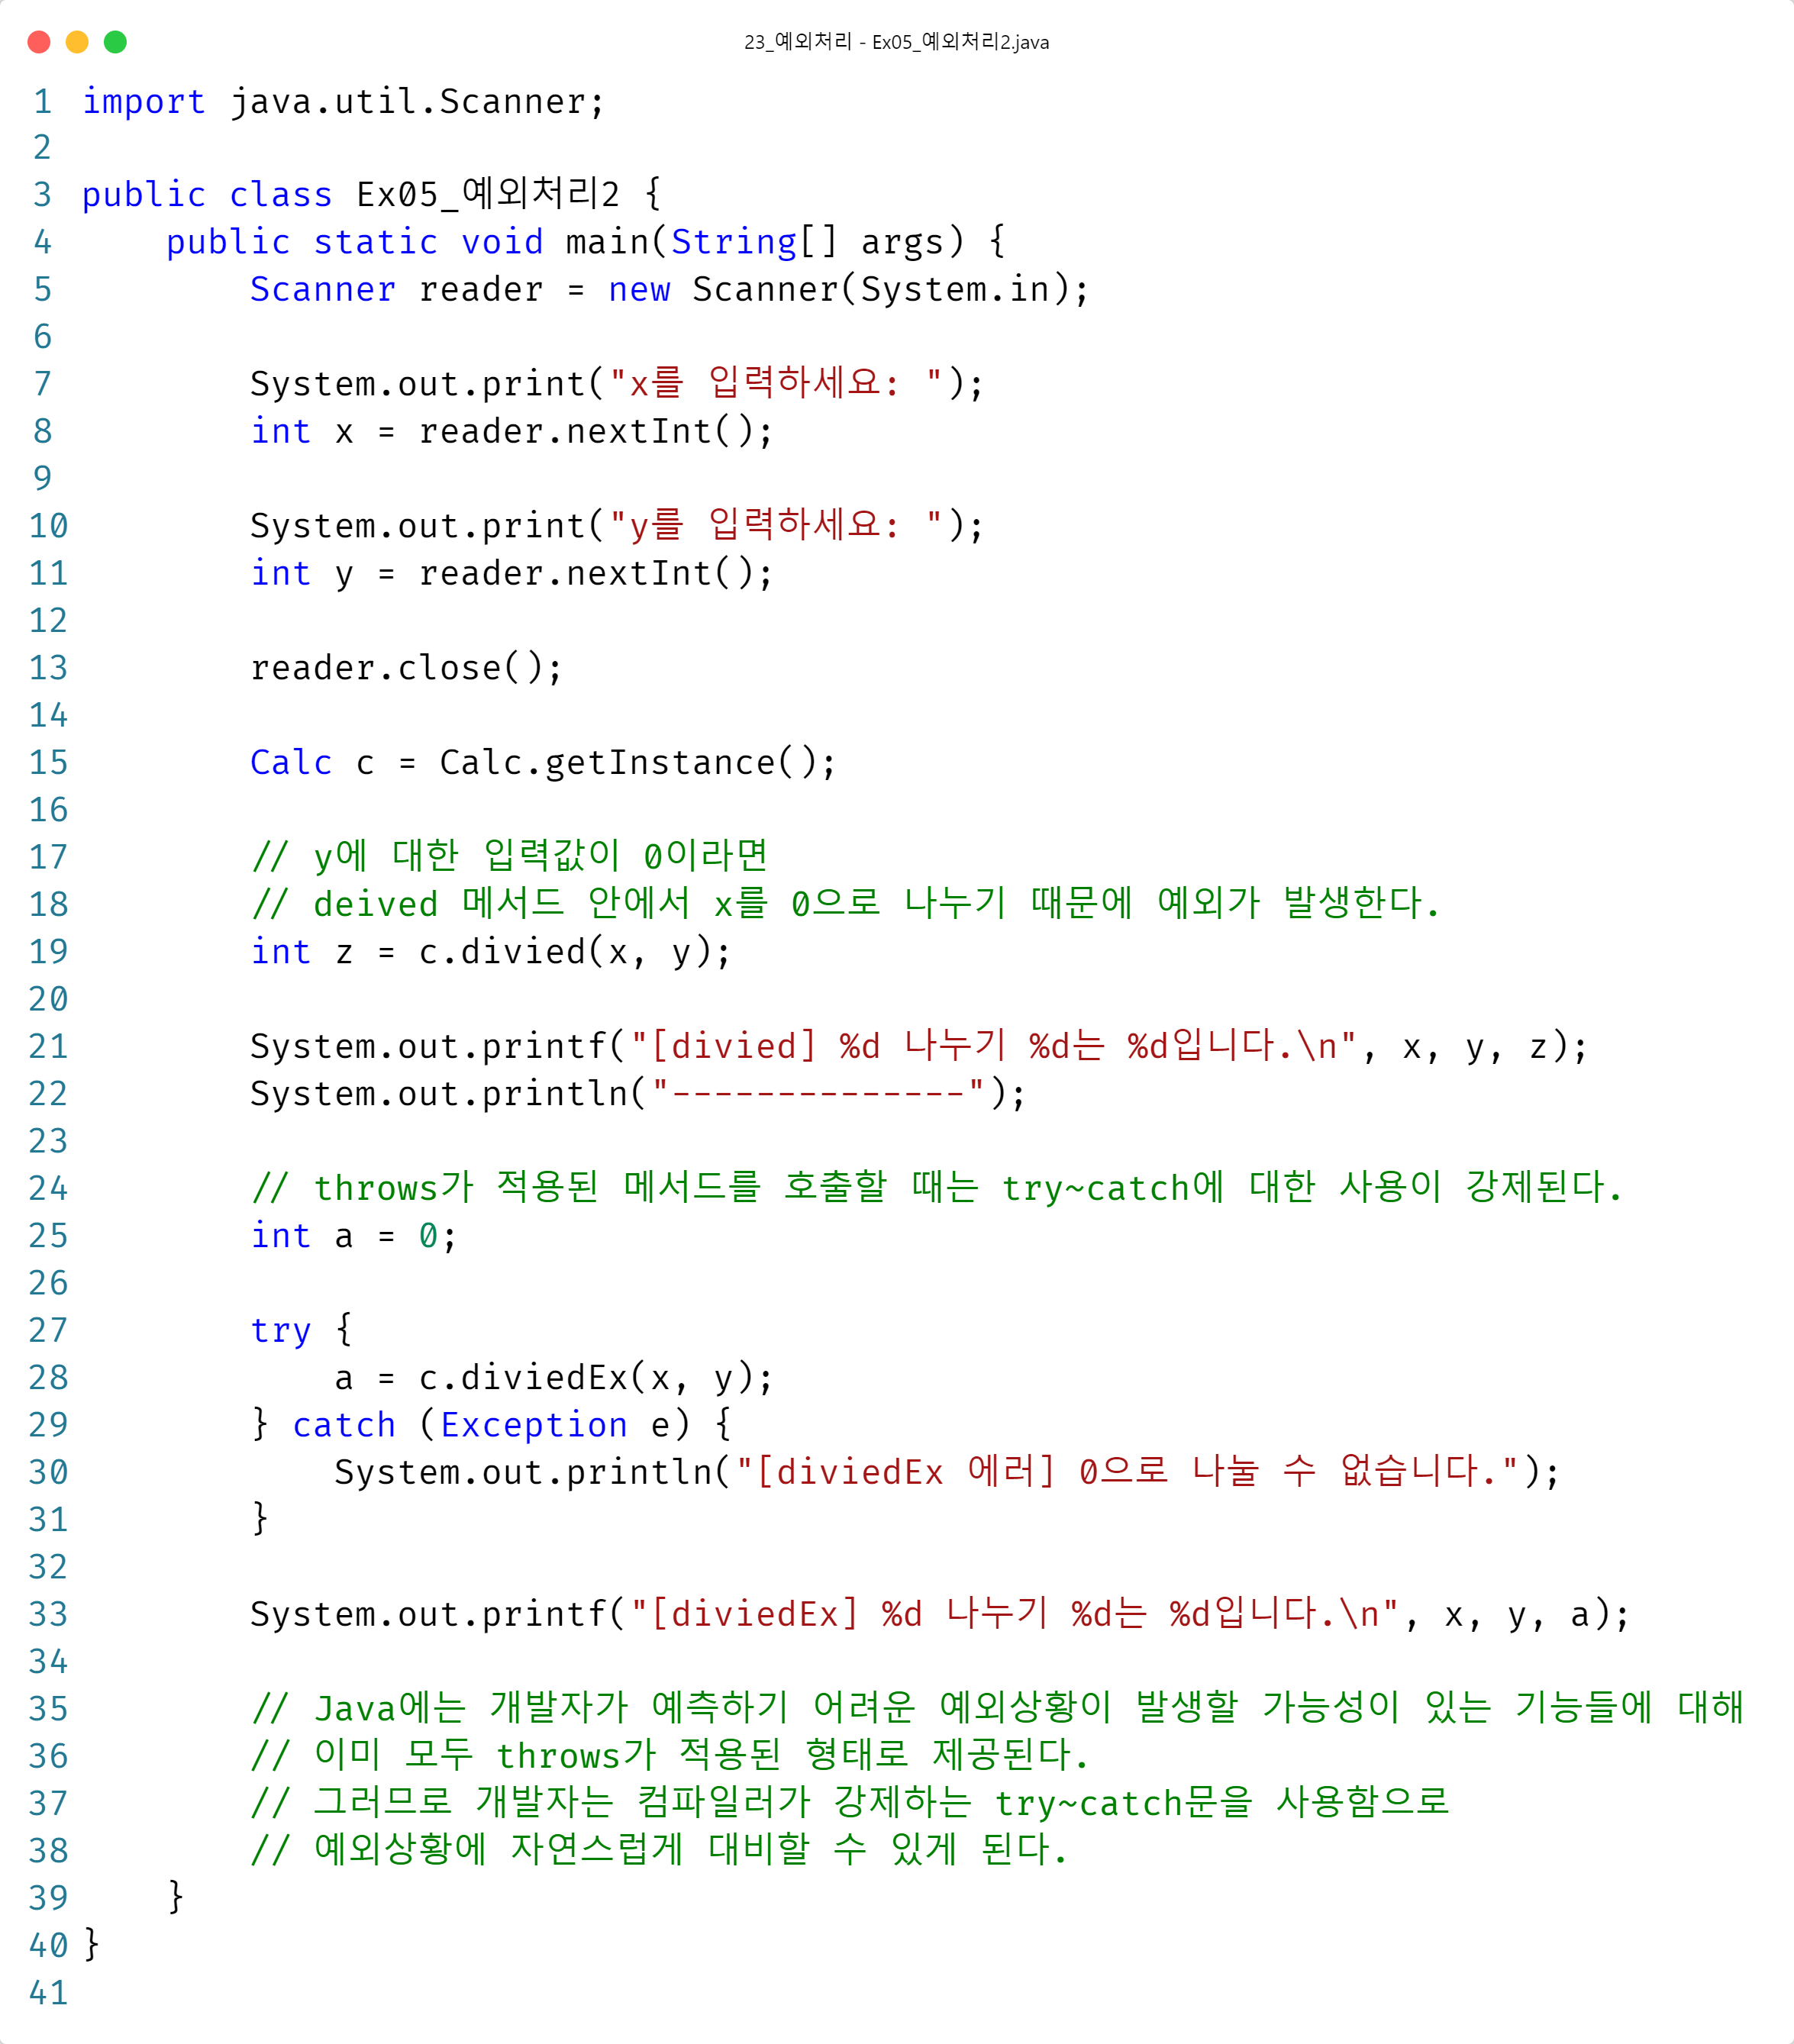 23_예외처리 - Ex05_예외처리2.java
1 import java.util.Scanner;
2
3 public class Ex05_예외처리2 {
4     public static void main(String[] args) {
5         Scanner reader = new Scanner(System.in);
6
7         System.out.print("x를 입력하세요: ");
8         int x = reader.nextInt();
9
10         System.out.print("y를 입력하세요: ");
11         int y = reader.nextInt();
12
13         reader.close();
14
15         Calc c = Calc.getInstance();
16
17         // y에 대한 입력값이 0이라면
18         // deived 메서드 안에서 x를 0으로 나누기 때문에 예외가 발생한다.
19         int z = c.divied(x, y);
20
21         System.out.printf("[divied] %d 나누기 %d는 %d입니다.\n", x, y, z);
22         System.out.println("--------------");
23
24         // throws가 적용된 메서드를 호출할 때는 try~catch에 대한 사용이 강제된다.
25         int a = 0;
26
27         try {
28             a = c.diviedEx(x, y);
29         } catch (Exception e) {
30             System.out.println("[diviedEx 에러] 0으로 나눌 수 없습니다.");
31         }
32
33         System.out.printf("[diviedEx] %d 나누기 %d는 %d입니다.\n", x, y, a);
34
35         // Java에는 개발자가 예측하기 어려운 예외상황이 발생할 가능성이 있는 기능들에 대해
36         // 이미 모두 throws가 적용된 형태로 제공된다.
37         // 그러므로 개발자는 컴파일러가 강제하는 try~catch문을 사용함으로
38         // 예외상황에 자연스럽게 대비할 수 있게 된다.
39     }
40 }
41